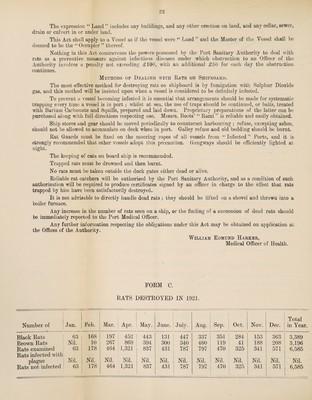 22
The expression “Land” includes any buildings, and any other erection on land, and any cellar, sewer,
drain or culvert in or under land.
This Act shall apply to a Vessel as if the vessel were “Land” and the Master of the Vessel shall be
deemed to be the “Occupier” thereof.
Nothing in this Act contravenes the powers possessed by the Port Sanitary Authority to deal with
rats as a preventive measure against infectious diseases under which obstruction to an Officer of the
Authority involves a penalty not exceeding £100, with an additional £50 for each day the obstruction
continues.
METHODS OF DEALING WITH RATS ON SHIPBOARD.
The most effective method for destroying rats on shipboard is by fumigation with Sulphur Dioxide
gas, and this method will be insisted upon when a vessel is considered to be definitely infected.
To prevent a vessel becoming infested it is essential that arrangements should be made for systematic
trapping every time a vessel is in port; whilst at sea, the use of traps should be continued, or baits, treated
with Barium Carbonate and Squills, prepared and laid down. Proprietary preparations of the latter can be
purchased along with full directions respecting use. Messrs. Boots’ “Ranti” is reliable and easily obtained.
Ship stores and gear should be moved periodically to counteract harbouring; refuse, excepting ashes,
should not be allowed to accumulate on deck when in port. Galley refuse and old bedding should be burnt.
Rat Guards must be fixed on the mooring ropes of all vessels from “Infected” Ports, and it is
strongly recommended that other vessels adopt this precaution. Gangways should be efficiently lighted at
night.
The keeping of cats on board ship is recommended.
Trapped rats must be drowned and then burnt.
No rats must be taken outside the dock gates either dead or alive.
Reliable rat-catchers will be authorised by the Port Sanitary Authority, and as a condition of such
authorisation will be required to produce certificates signed by an officer in charge to the effect that rats
trapped by him have been satisfactorily destroyed.
It is not advisable to directly handle dead rats; they should be lifted on a shovel and thrown into a
boiler furnace.
Any increase in the number of rats seen on a ship, or the finding of a succession of dead rats should
be immediately reported to the Port Medical Officer.
Any further information respecting the obligations under this Act may be obtained on application at
the Offices of the Authority.
WILLIAM EDMUND HARKER,
Medical Officer of Health.
FORM C.
RATS DESTROYED IN 1921.
Number of Jan. Feb. Mar. Apr. May. June. July. Aug. Sep. Oct. Nov. Dec. Total in Year.
Black Rats 63 168 197 452 443 131 447 337 351 284 153 363 3,389
Brown Rats Nil. 10 267 869 394 300 340 460 119 41 188 208 3,196
Rats examined 63 178 464 1,321 837 431 787 797 470 325 341 571 6,585
Rats infected with
plague Nil. Nil. Nil. Nil. Nil. Nil. Nil. Nil. Nil. Nil. Nil. Nil. Nil.
Rats not infected 63 178 464 1,321 837 431 787 797 470 325 341 571 6,585